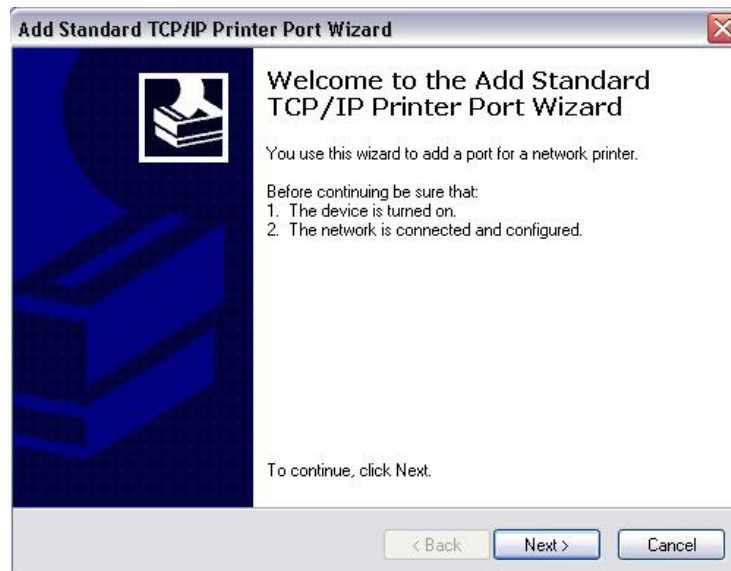 Add Standard TCP/IP Printer Port Wizard
Welcome to the Add Standard
TCP/IP Printer Port Wizard
You use this wizard to add a port for a network printer.
Before continuing be sure that:
1. The device is turned on.
2. The network is connected and configured.
To continue, click Next.
< Back
Next >
Cancel